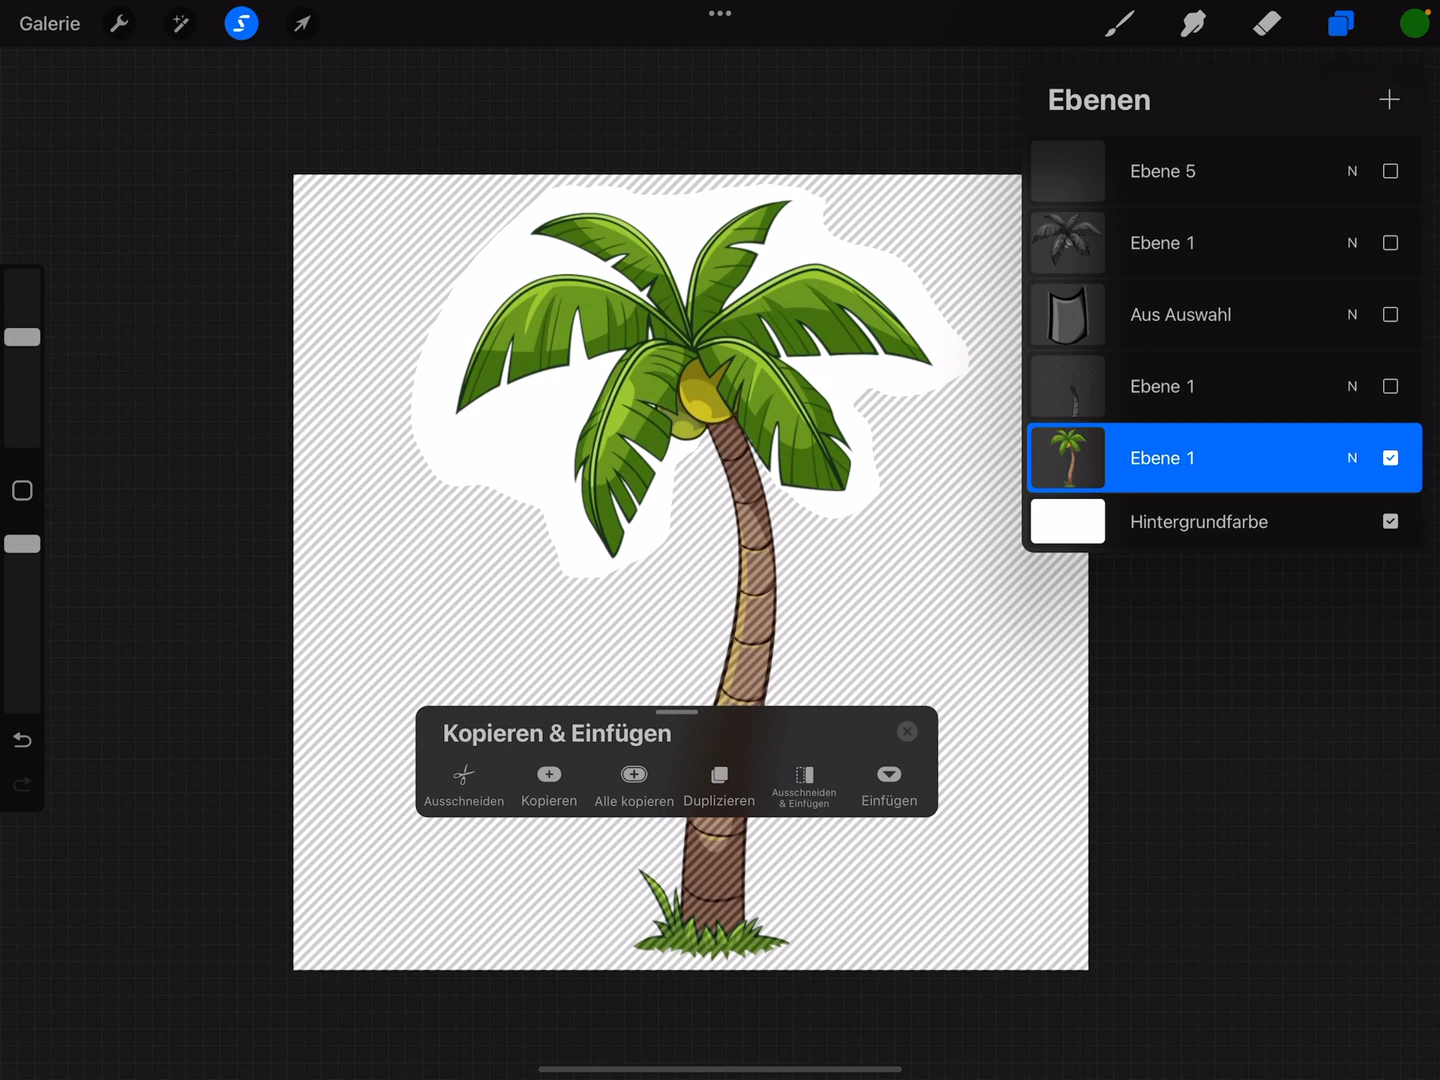 Galerie
Ebenen
Ebene 5 N
Ebene 1 N
Aus Auswahl N
Ebene 1 N
Ebene 1 N
Hintergrundfarbe
Kopieren & Einfügen
Ausschneiden
Kopieren
Alle kopieren
Duplizieren
Ausschneiden
& Einfügen
Einfügen